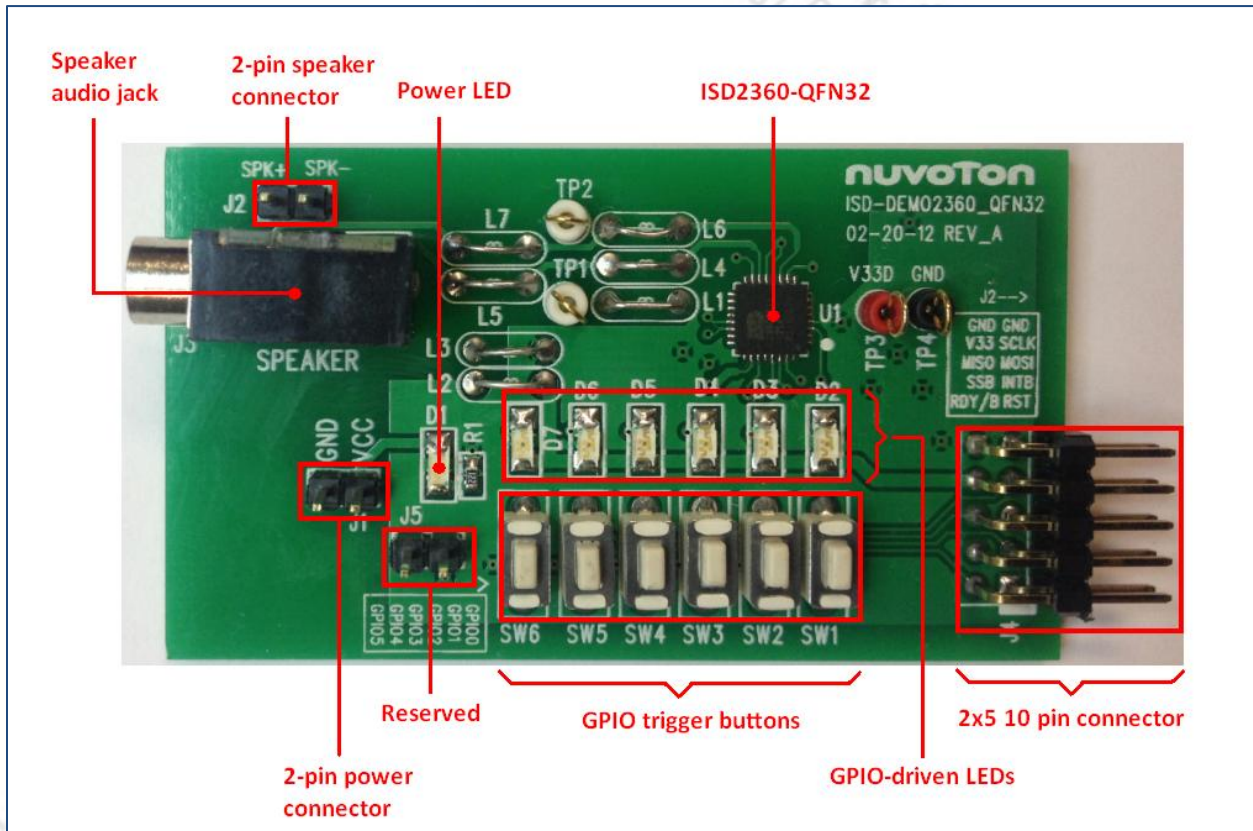 Speaker
audio jack
2-pin speaker
connector
Power LED
ISD2360-QFN32
SPK+ SPK-
J2
TP2
L7
L6
nuvoTon
ISD-DEMO2360_QFN32
02-20-12 REV_A
TP1
L4
V33D GND
L1
U1
J2-->
L5
GND GND
V33 SCLK
MISO MOSI
SSB INTB
RDY/B RST
TP3
TP4
J3
SPEAKER
L3
L2
D1
R1
D7
D6
D5
D4
D3
D2
GND
VCC
J1
J5
GPIO5
GPIO4
GPIO3
GPIO2
GPIO1
GPIO0
SW6 SW5 SW4 SW3 SW2 SW1
J4
Reserved
GPIO trigger buttons
2x5 10 pin connector
2-pin power
connector
GPIO-driven LEDs